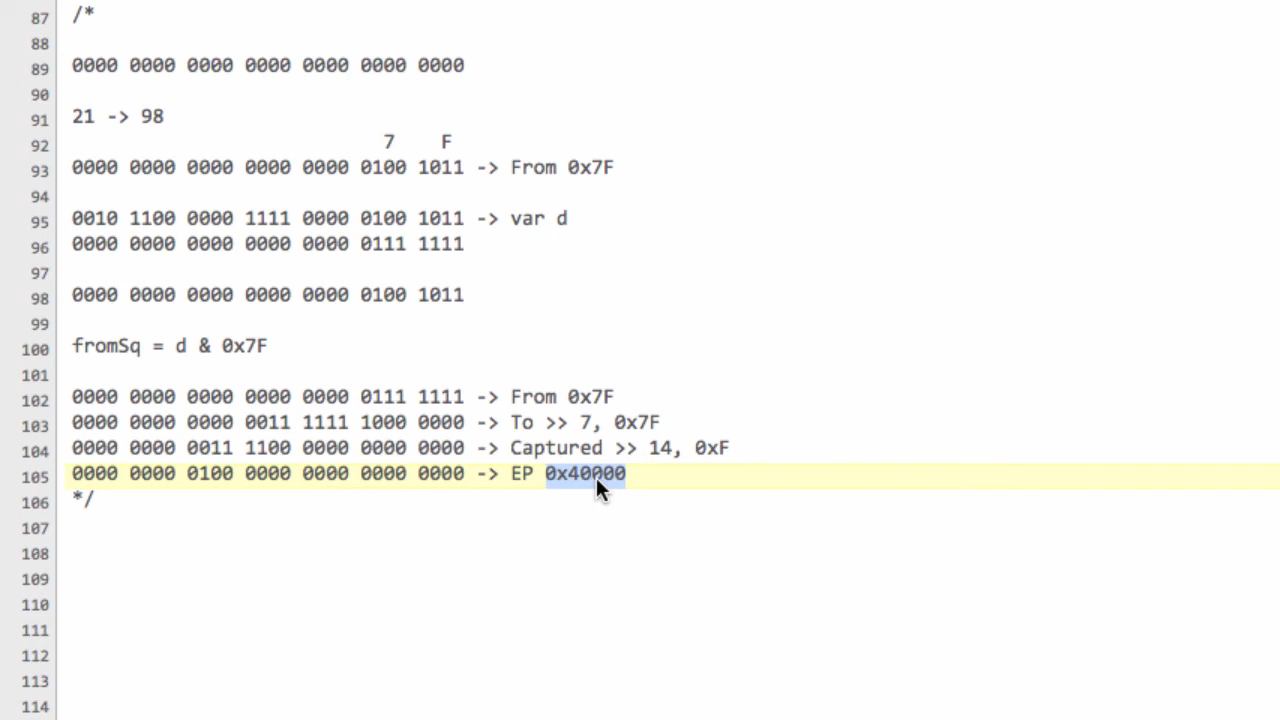 87 /*
88
89 0000 0000 0000 0000 0000 0000 0000
90
91 21 -> 98
92 7 F
93 0000 0000 0000 0000 0000 0100 1011 -> From 0x7F
94
95 0010 1100 0000 1111 0000 0100 1011 -> var d
96 0000 0000 0000 0000 0000 0111 1111
97
98 0000 0000 0000 0000 0000 0100 1011
99
100 fromSq = d & 0x7F
101
102 0000 0000 0000 0000 0000 0111 1111 -> From 0x7F
103 0000 0000 0000 0011 1111 1000 0000 -> To >> 7, 0x7F
104 0000 0000 0011 1100 0000 0000 0000 -> Captured >> 14, 0xF
105 0000 0000 0100 0000 0000 0000 0000 -> EP 0x40000
106 */
107
108
109
110
111
112
113
114